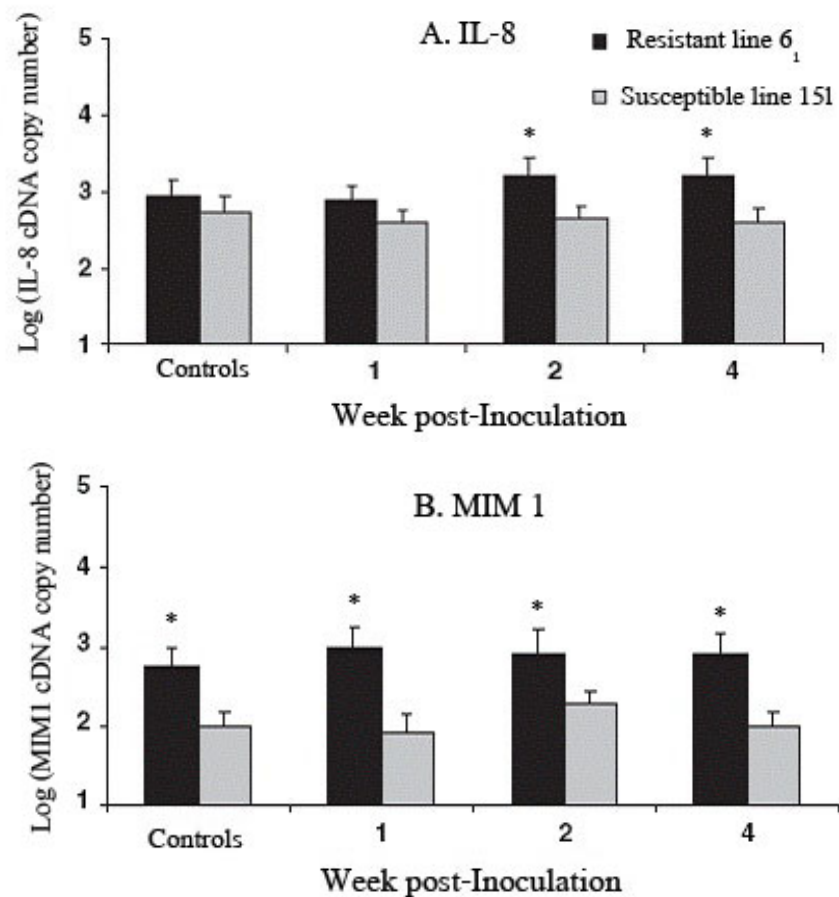 A. IL-8
Resistant line 6₁
Susceptible line 15l
Log (IL-8 cDNA copy number)
5
4
3
2
1
* *
Controls 1 2 4
Week post-Inoculation
B. MIM 1
Log (MIM1 cDNA copy number)
5
4
3
2
1
* * * *
Controls 1 2 4
Week post-Inoculation